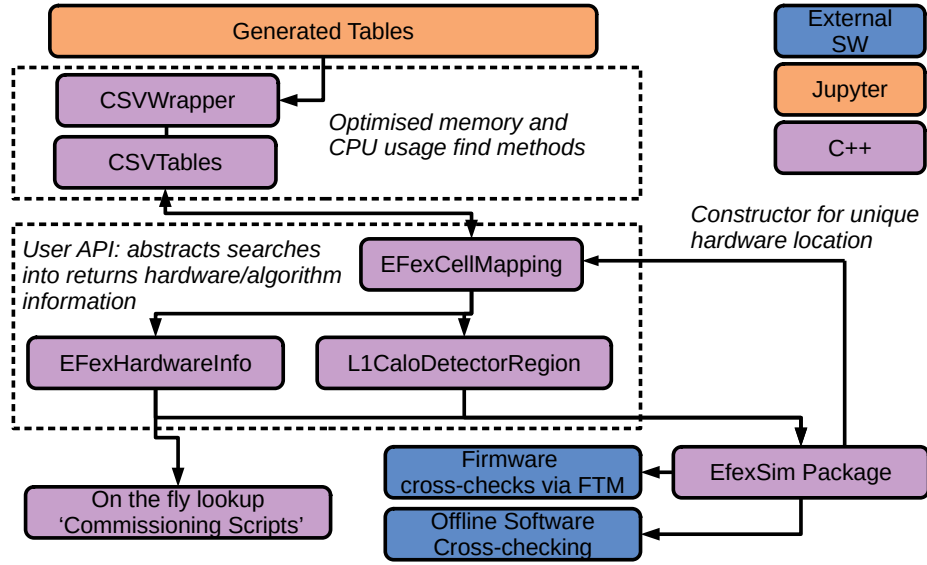 Generated Tables
External
SW
Jupyter
C++
CSVWrapper
CSVTables
Optimised memory and
CPU usage find methods
Constructor for unique
hardware location
User API: abstracts searches
into returns hardware/algorithm
information
EFexCellMapping
EFexHardwareInfo
L1CaloDetectorRegion
Firmware
cross-checks via FTM
EfexSim Package
On the fly lookup
‘Commissioning Scripts’
Offline Software
Cross-checking